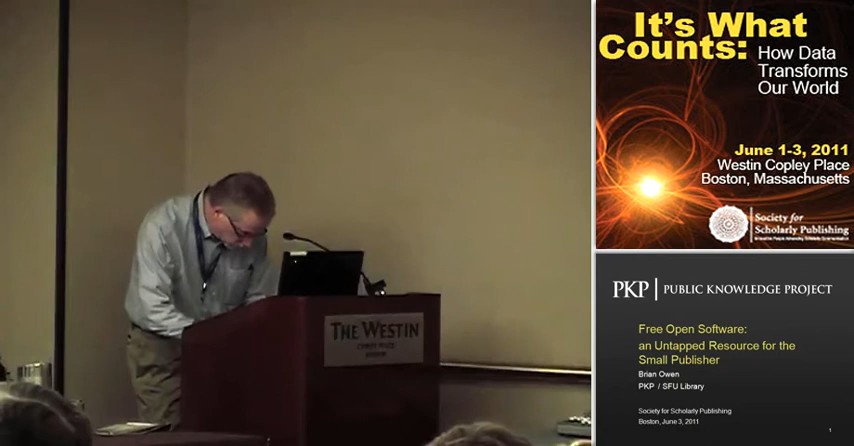 THE WESTIN
COPLEY PLACE
It's What
Counts:
How Data
Transforms
Our World
June 1-3, 2011
Westin Copley Place
Boston, Massachusetts
Society for
Scholarly Publishing
PKP | PUBLIC KNOWLEDGE PROJECT
Free Open Software:
an Untapped Resource for the
Small Publisher
Brian Owen
PKP / SFU Library
Society for Scholarly Publishing
Boston, June 3, 2011
1